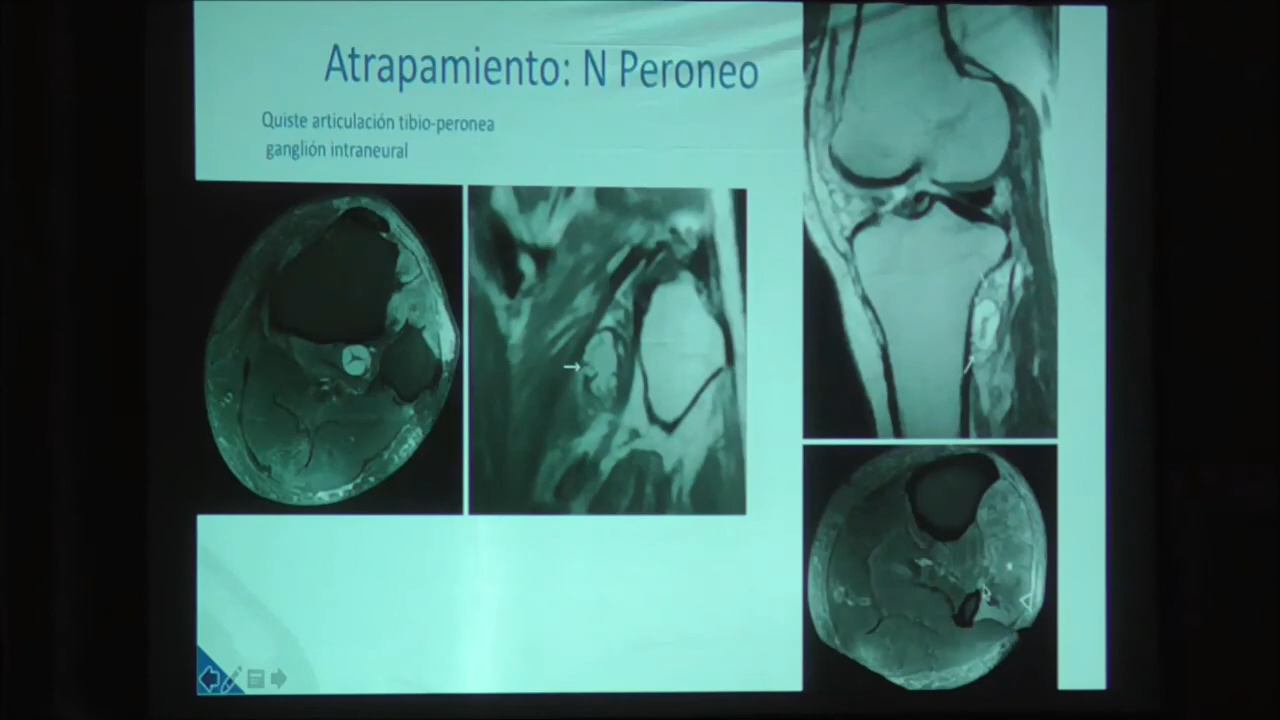 Atrapamiento: N Peroneo
Quiste articulación tibio-peronea
ganglión intraneural